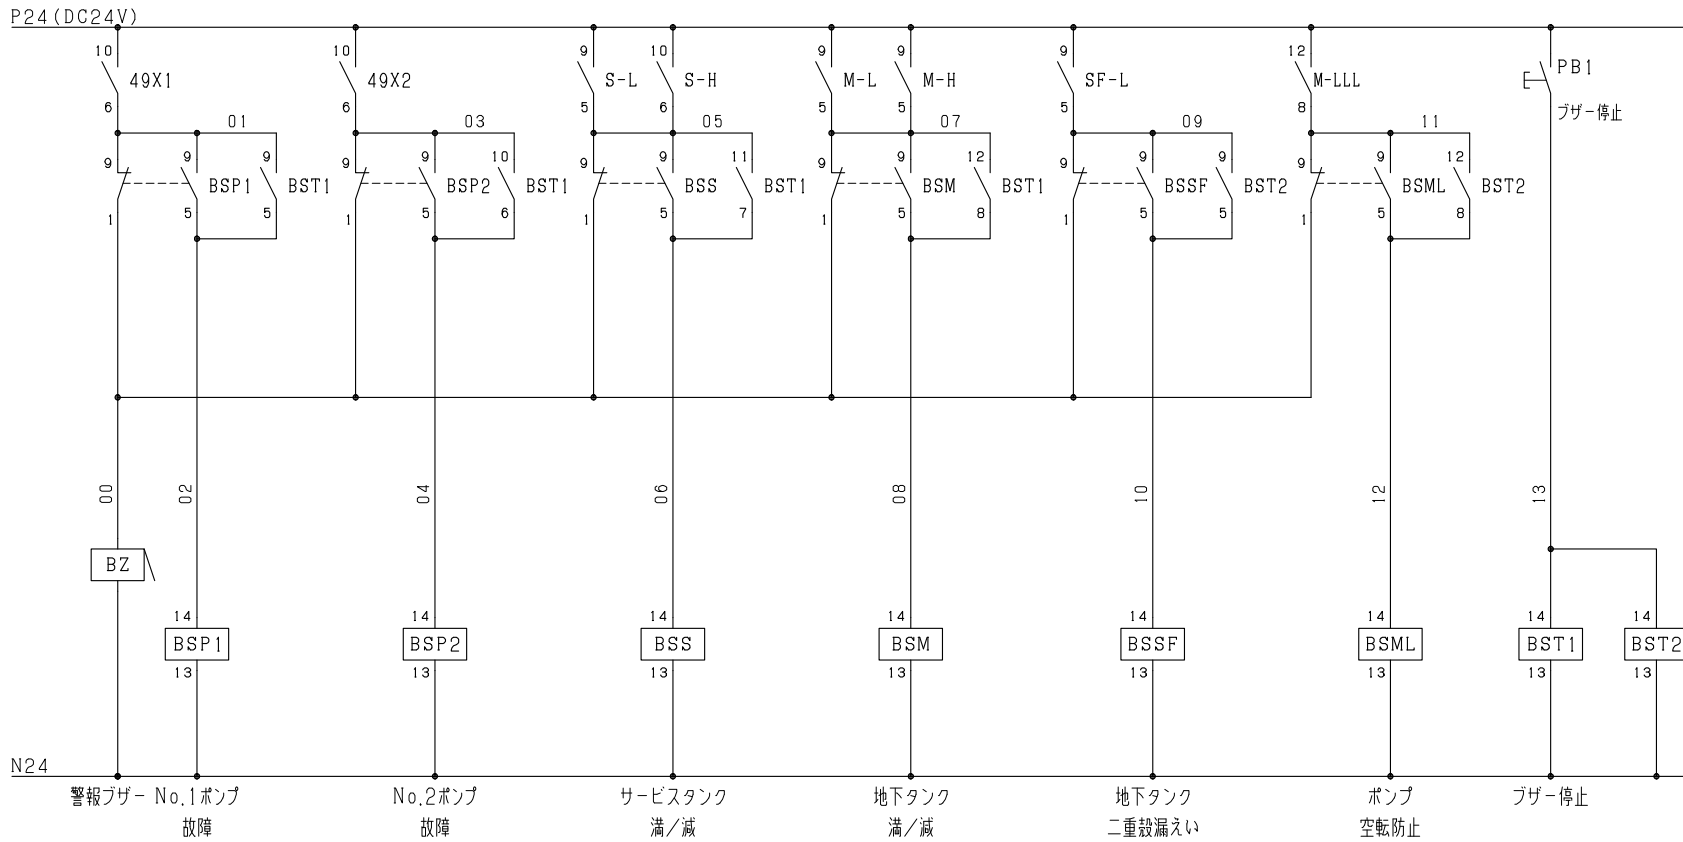 P24(DC24V)
10 10 9 10 9 9 9 12
49X1 49X2 S-L S-H M-L M-H SF-L M-LLL PB1
6 6 5 6 5 5 5 8 ブザー停止
01 03 05 07 09 11
9 9 9 9 9 10 9 9 11 9 9 12 9 9 9 9 9 12
BSP1 BST1 BSP2 BST1 BSS BST1 BSM BST1 BSSF BST2 BSML BST2
1 5 5 1 5 6 1 5 7 1 5 8 1 5 5 1 5 8
00 02 04 06 08 10 12 13
BZ
14 14 14 14 14 14 14 14
BSP1 BSP2 BSS BSM BSSF BSML BST1 BST2
13 13 13 13 13 13 13 13
N24
警報ブザー No.1ポンプ No.2ポンプ サービスタンク 地下タンク 地下タンク ポンプ ブザー停止
故障 故障 満/減 満/減 二重殻漏えい 空転防止